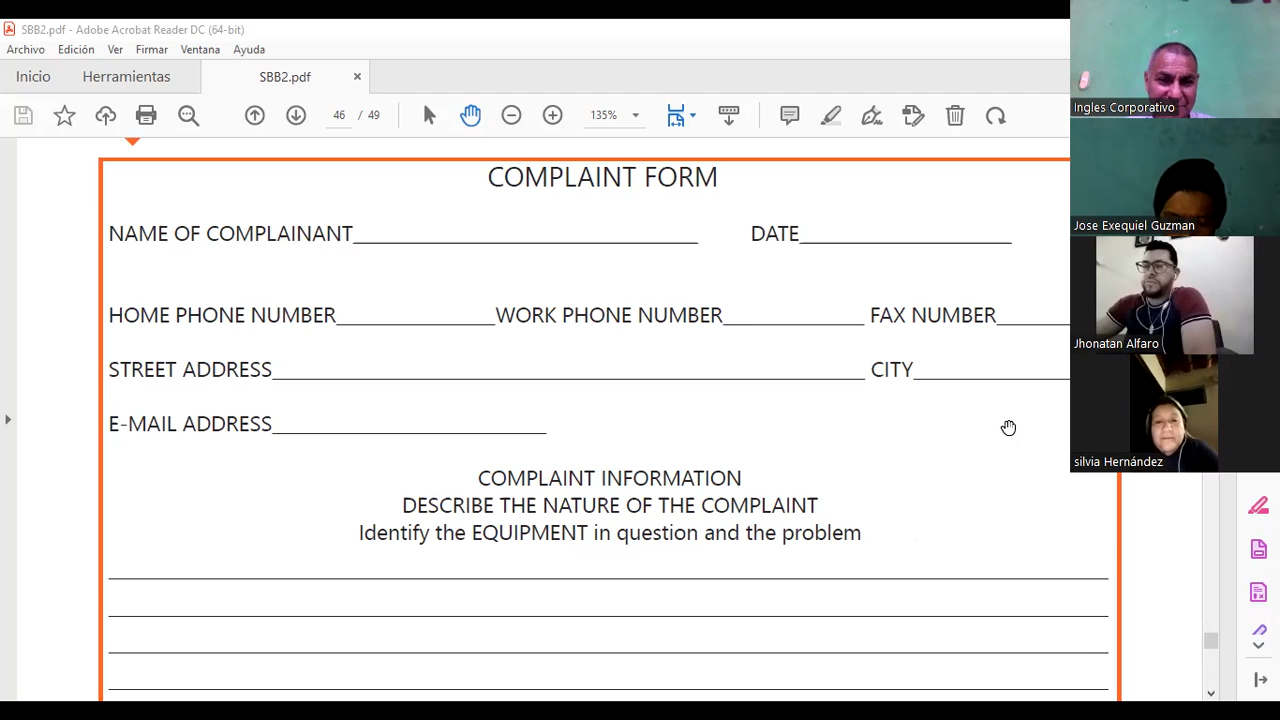 SBB2.pdf - Adobe Acrobat Reader DC (64-bit)
Archivo Edición Ver Firmar Ventana Ayuda
Inicio Herramientas SBB2.pdf ×
46 / 49 135%
COMPLAINT FORM
NAME OF COMPLAINANT DATE
HOME PHONE NUMBER WORK PHONE NUMBER FAX NUMBER
STREET ADDRESS CITY
E-MAIL ADDRESS
COMPLAINT INFORMATION
DESCRIBE THE NATURE OF THE COMPLAINT
Identify the EQUIPMENT in question and the problem
Ingles Corporativo
Jose Exequiel Guzman
Jhonatan Alfaro
silvia Hernández